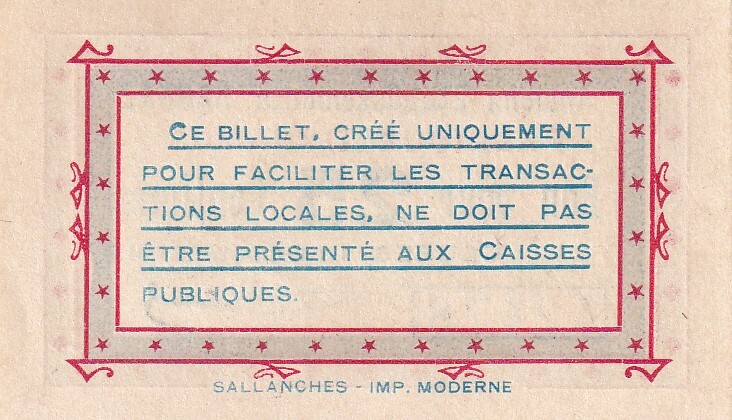 CE BILLET, CRÉÉ UNIQUEMENT
POUR FACILITER LES TRANSAC-
TIONS LOCALES, NE DOIT PAS
ÊTRE PRÉSENTÉ AUX CAISSES
PUBLIQUES.
SALLANCHES - IMP. MODERNE